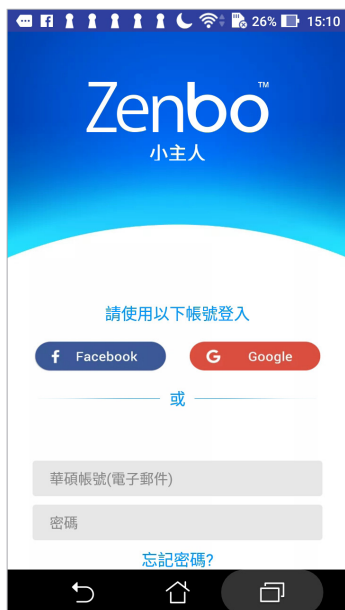 26% 15:10
Zenbo™
小主人
請使用以下帳號登入
f Facebook
G Google
或
華碩帳號(電子郵件)
密碼
忘記密碼?